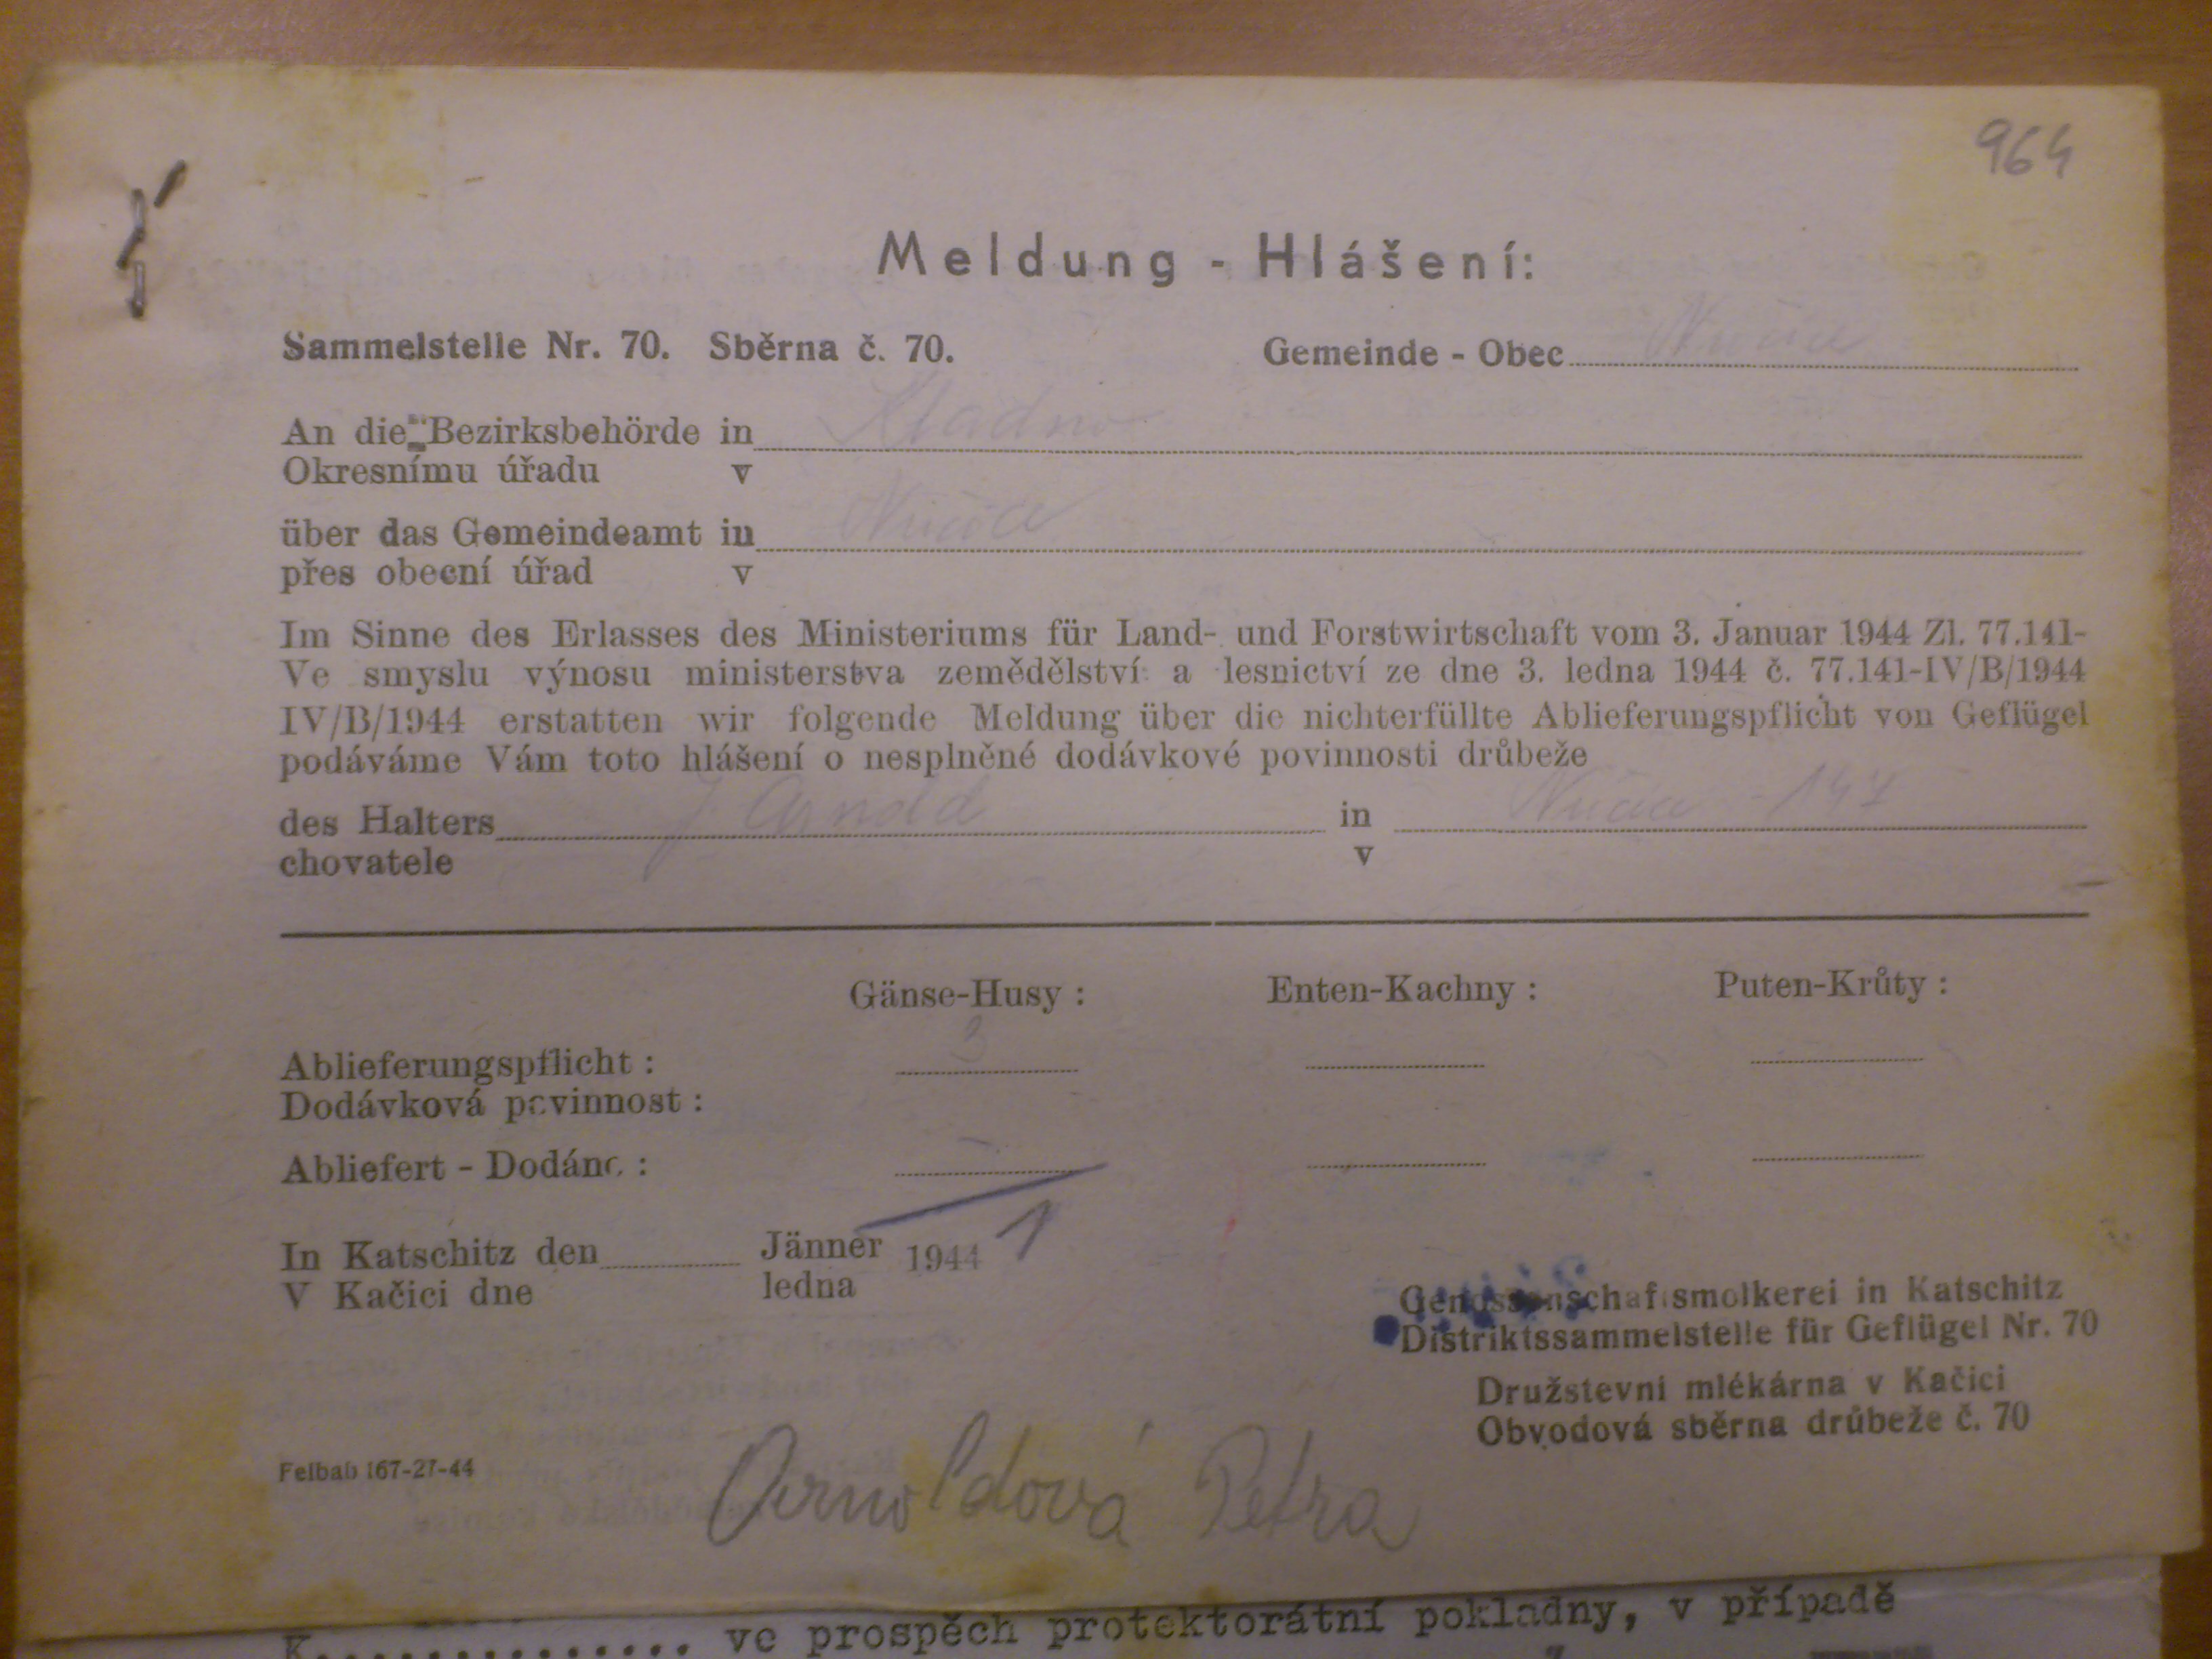 964
Meldung - Hlášení:
Sammelstelle Nr. 70. Sběrna č. 70. Gemeinde - Obec Nučice
An die Bezirksbehörde in Kladno
Okresnímu úřadu v
über das Gemeindeamt in Nučice
přes obecní úřad v
Im Sinne des Erlasses des Ministeriums für Land- und Forstwirtschaft vom 3. Januar 1944 Zl. 77.141-
Ve smyslu výnosu ministerstva zemědělství a lesnictví ze dne 3. ledna 1944 č. 77.141-IV/B/1944
IV/B/1944 erstatten wir folgende Meldung über die nichterfüllte Ablieferungspflicht von Geflügel
podáváme Vám toto hlášení o nesplněné dodávkové povinnosti drůbeže
des Halters J Arnold in Nučice 147
chovatele v
Gänse-Husy : Enten-Kachny : Puten-Krůty :
Ablieferungspflicht : 3
Dodávková povinnost :
Abliefert - Dodáno : -
In Katschitz den Jänner 1944 1
V Kačici dne ledna
Genossenschaftsmolkerei in Katschitz
Distriktssammelstelle für Geflügel Nr. 70
Družstevní mlékárna v Kačici
Obvodová sběrna drůbeže č. 70
Felbab 167-27-44
Arnoldová Petra
K.............. ve prospěch protektorátní pokladny, v případě